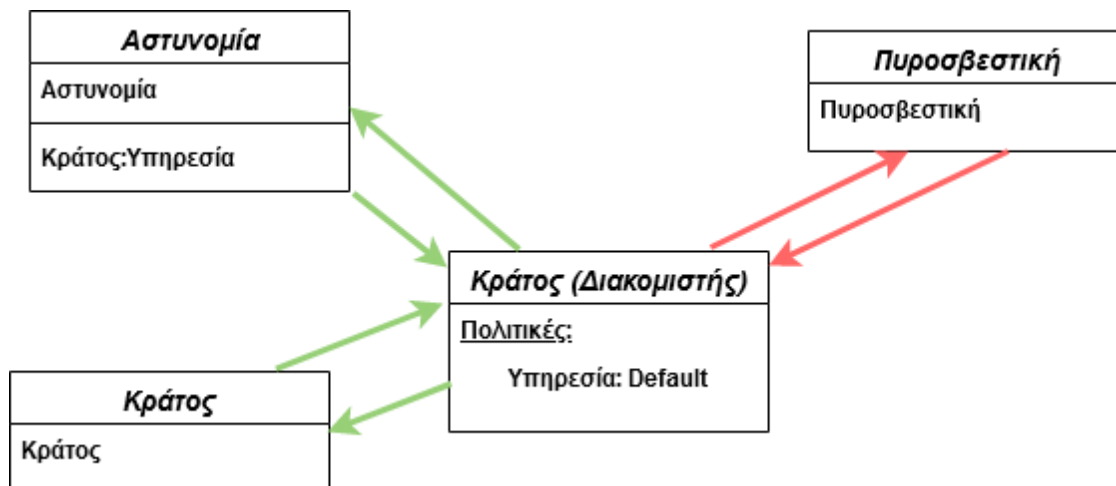 Αστυνομία
Αστυνομία
Κράτος:Υπηρεσία
Πυροσβεστική
Πυροσβεστική
Κράτος (Διακομιστής)
Πολιτικές:
Υπηρεσία: Default
Κράτος
Κράτος